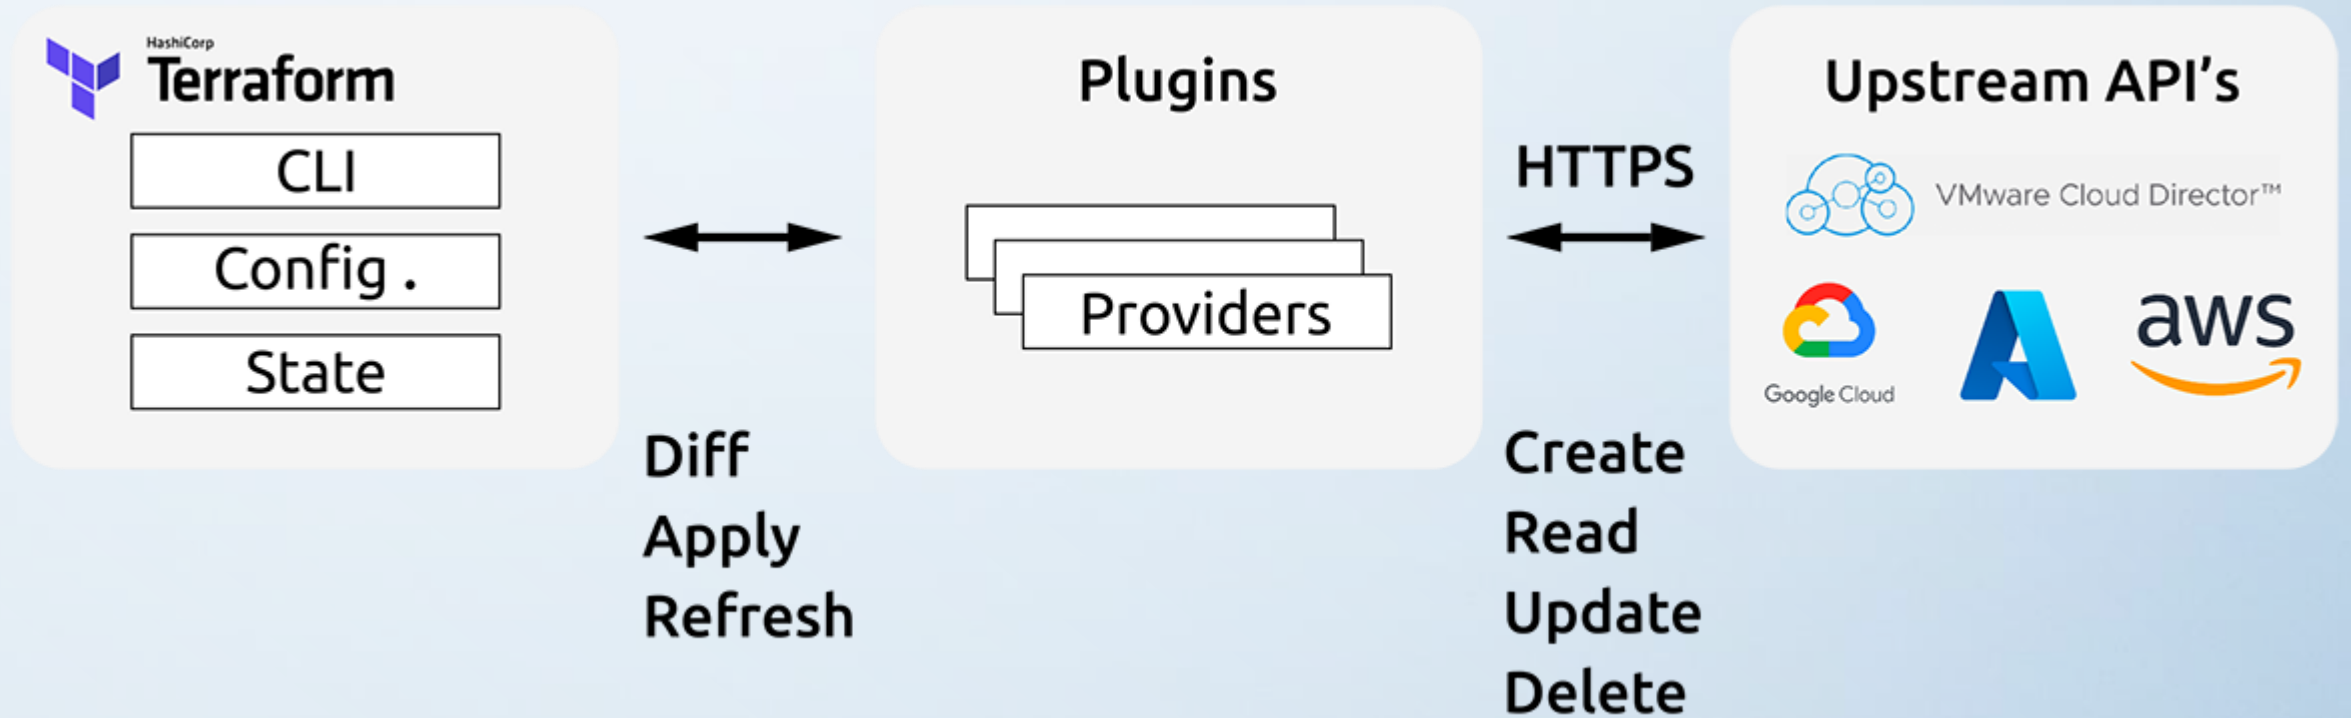 HashiCorp
Terraform
CLI
Config .
State
Diff
Apply
Refresh
Plugins
Providers
HTTPS
Create
Read
Update
Delete
Upstream API’s
VMware Cloud Director™
Google Cloud
aws